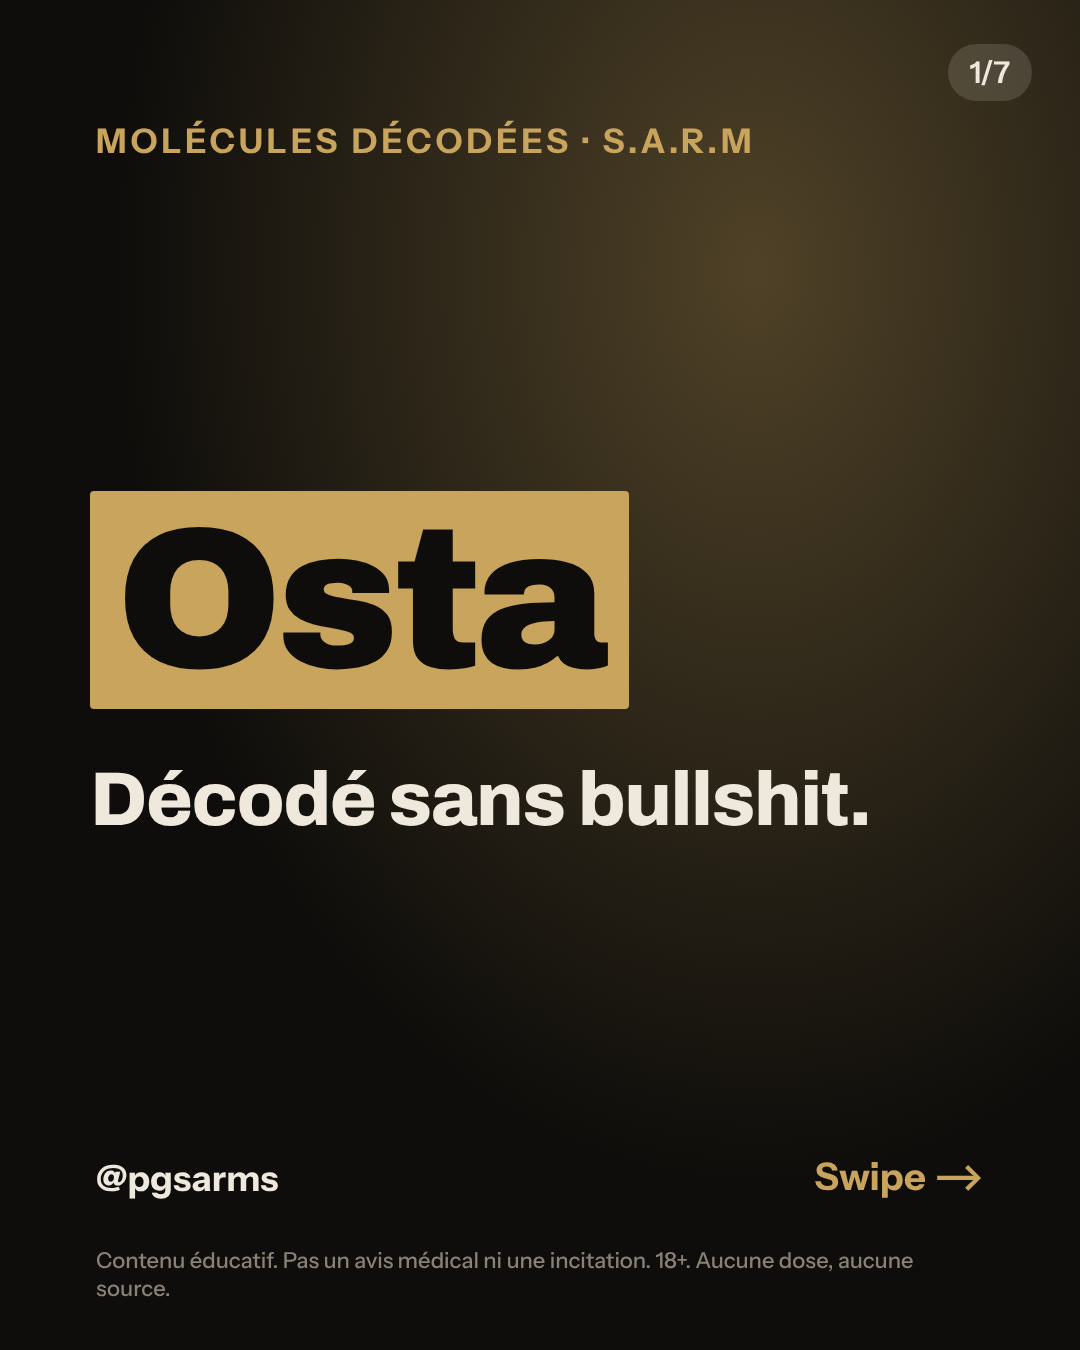 1/7
MOLÉCULES DÉCODÉES · S.A.R.M
Osta
Décodé sans bullshit.
@pgsarms
Swipe →
Contenu éducatif. Pas un avis médical ni une incitation. 18+. Aucune dose, aucune
source.